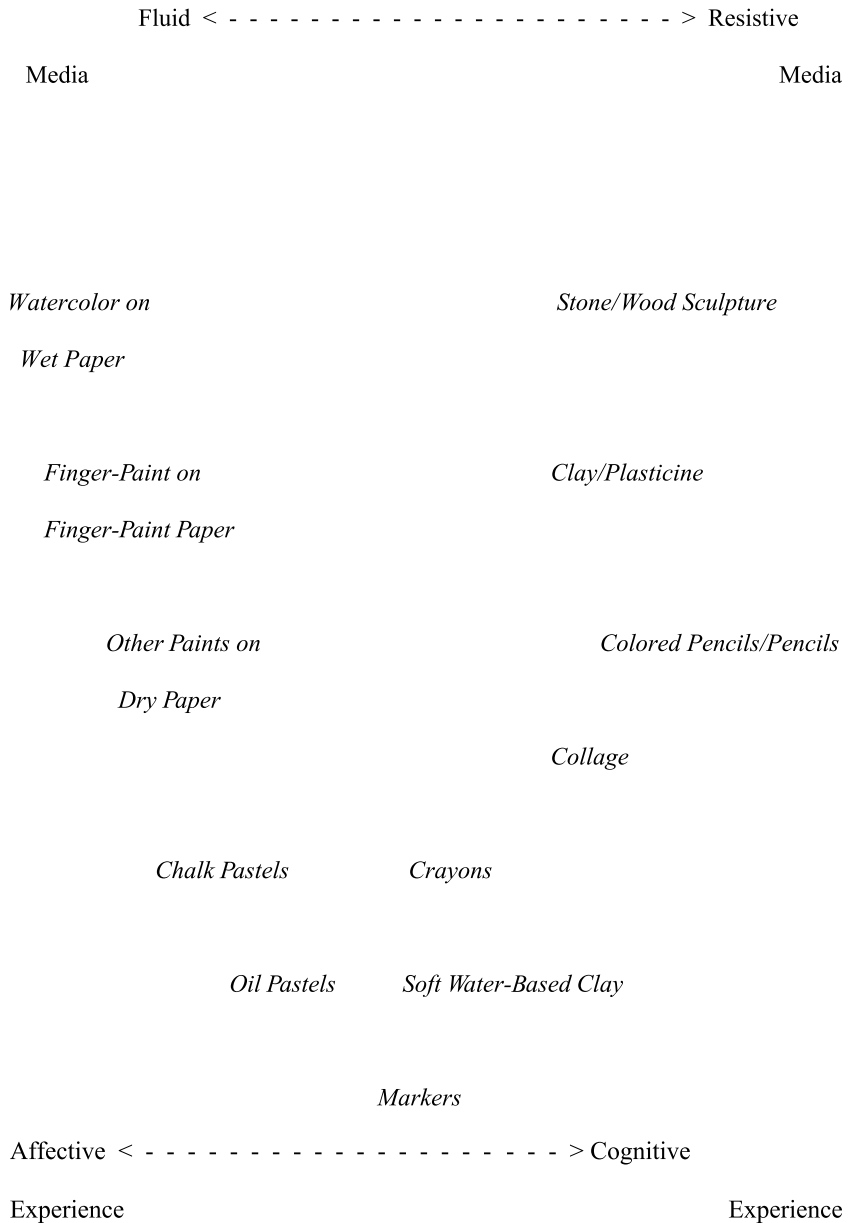 Fluid < - - - - - - - - - - - - - - - - - - - - - - > Resistive
Media Media
Watercolor on Stone/Wood Sculpture
Wet Paper
Finger-Paint on Clay/Plasticine
Finger-Paint Paper
Other Paints on Colored Pencils/Pencils
Dry Paper
Collage
Chalk Pastels Crayons
Oil Pastels Soft Water-Based Clay
Markers
Affective < - - - - - - - - - - - - - - - - - - - - > Cognitive
Experience Experience